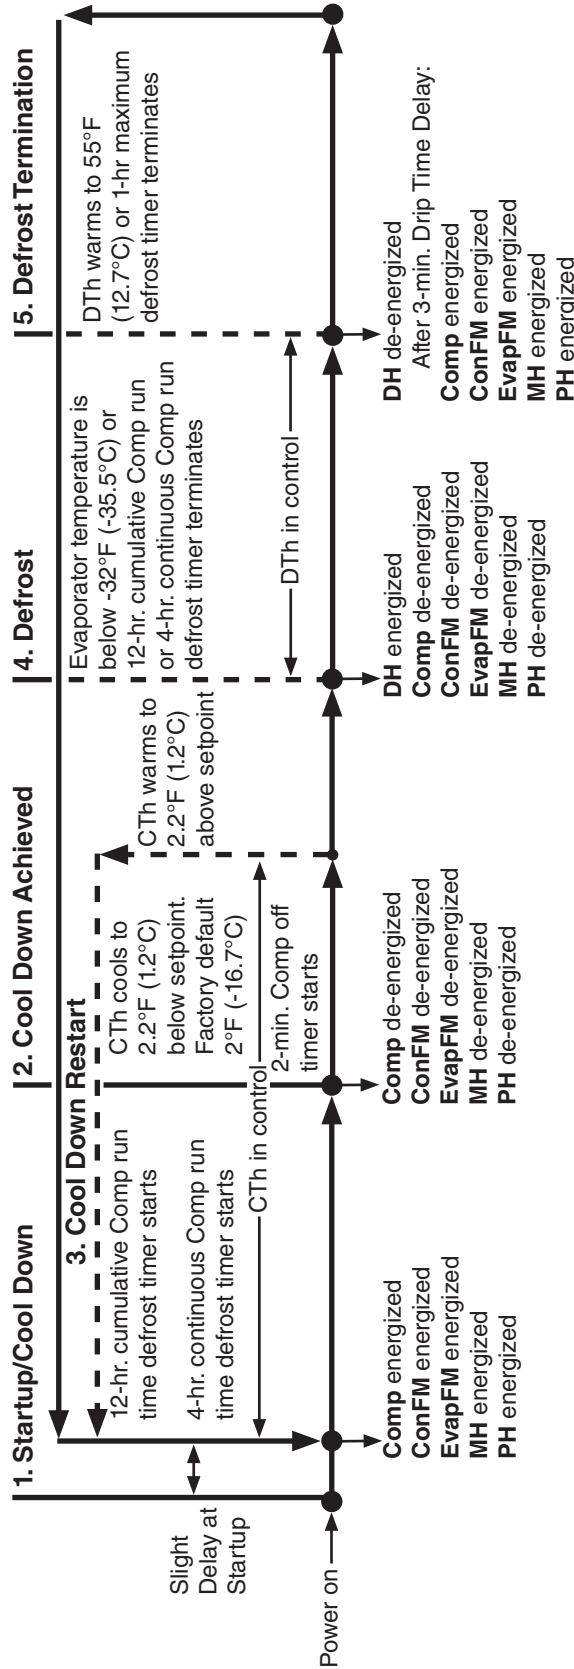 1. Startup/Cool Down
2. Cool Down Achieved
4. Defrost
5. Defrost Termination
3. Cool Down Restart
Slight
Delay at
Startup
Power on
12-hr. cumulative Comp run
time defrost timer starts
4-hr. continuous Comp run
time defrost timer starts
CTh in control
CTh cools to
2.2°F (1.2°C)
below setpoint.
Factory default
2°F (-16.7°C)
2-min. Comp off
timer starts
CTh warms to
2.2°F (1.2°C)
above setpoint
Evaporator temperature is
below -32°F (-35.5°C) or
12-hr. cumulative Comp run
or 4-hr. continuous Comp run
defrost timer terminates
DTh in control
DTh warms to 55°F
(12.7°C) or 1-hr maximum
defrost timer terminates
Comp energized
ConFM energized
EvapFM energized
MH energized
PH energized
Comp de-energized
ConFM de-energized
EvapFM de-energized
MH de-energized
PH de-energized
DH energized
Comp de-energized
ConFM de-energized
EvapFM de-energized
MH de-energized
PH de-energized
DH de-energized
After 3-min. Drip Time Delay:
Comp energized
ConFM energized
EvapFM energized
MH energized
PH energized